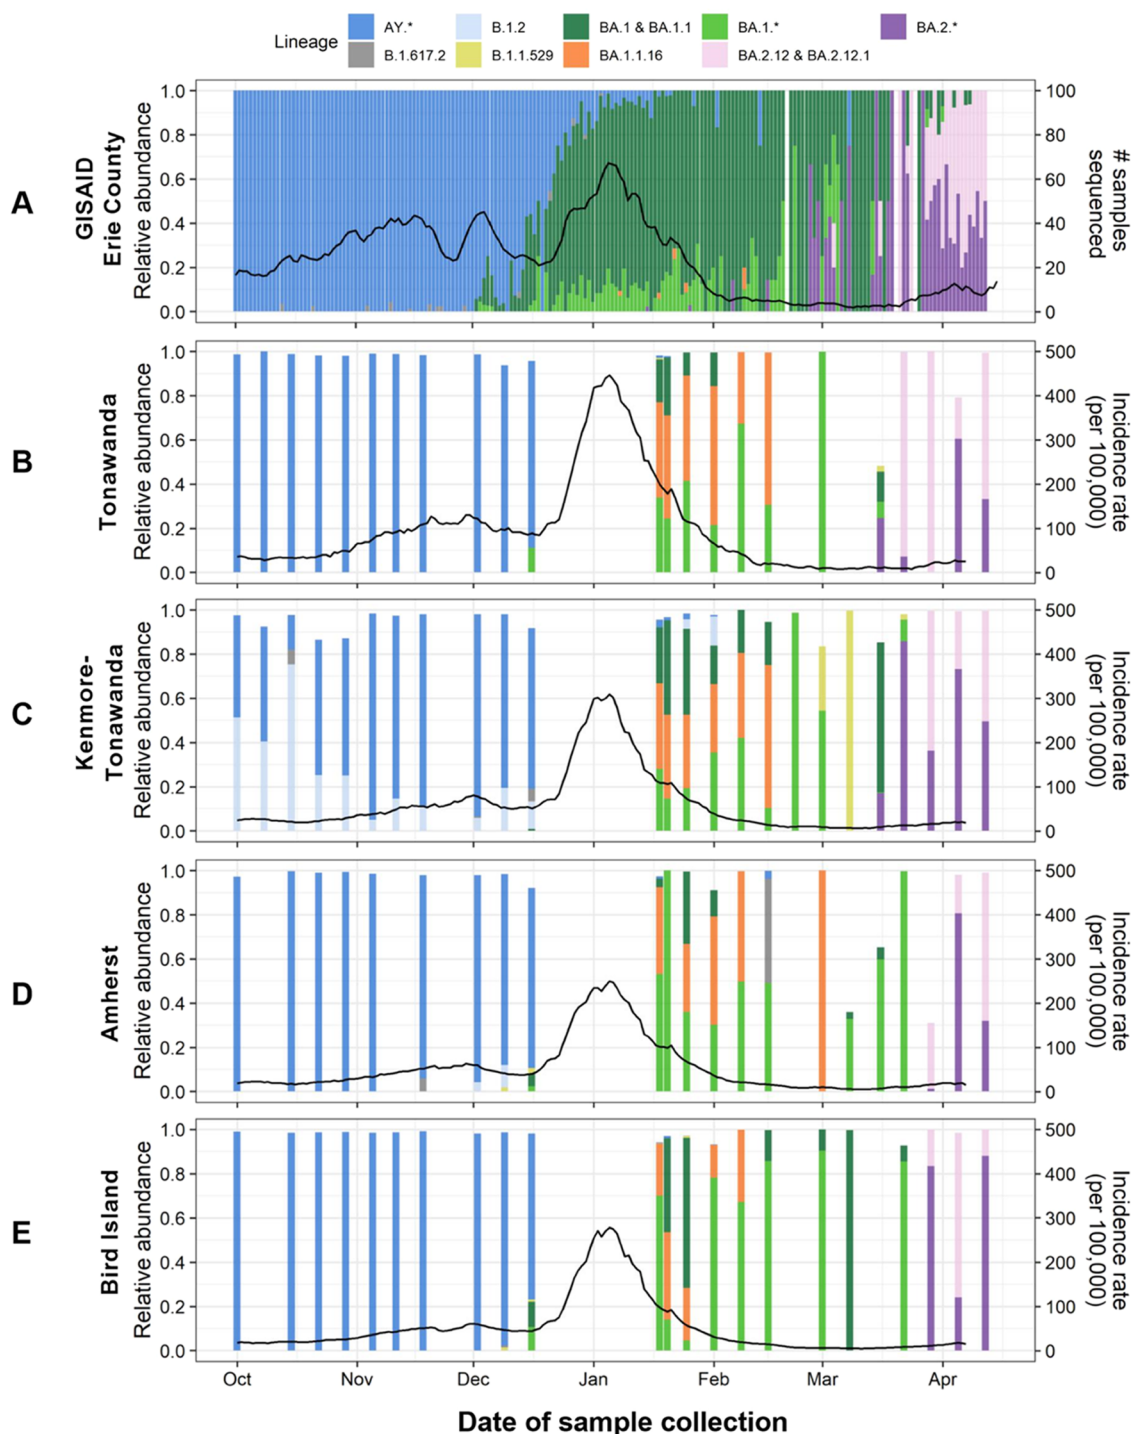 Lineage
AY.*
B.1.2
BA.1 & BA.1.1
BA.1.*
BA.2.*
B.1.617.2
B.1.1.529
BA.1.1.16
BA.2.12 & BA.2.12.1
A
GISAID
Erie County
Relative abundance
1.0
0.8
0.6
0.4
0.2
0.0
100
80
60
40
20
0
# samples
sequenced
B
Tonawanda
Relative abundance
1.0
0.8
0.6
0.4
0.2
0.0
500
400
300
200
100
0
Incidence rate
(per 100,000)
C
Kenmore-
Tonawanda
Relative abundance
1.0
0.8
0.6
0.4
0.2
0.0
500
400
300
200
100
0
Incidence rate
(per 100,000)
D
Amherst
Relative abundance
1.0
0.8
0.6
0.4
0.2
0.0
500
400
300
200
100
0
Incidence rate
(per 100,000)
E
Bird Island
Relative abundance
1.0
0.8
0.6
0.4
0.2
0.0
500
400
300
200
100
0
Incidence rate
(per 100,000)
Oct Nov Dec Jan Feb Mar Apr
Date of sample collection